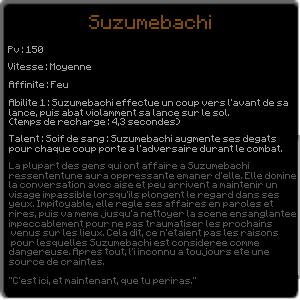 Suzumebachi
Pv : 150
Vitesse : Moyenne
Affinite : Feu
Abilite 1 : Suzumebachi effectue un coup vers l'avant de sa
lance, puis abat violamment sa lance sur le sol.
(temps de recharge : 4,3 secondes)
Talent : Soif de sang : Suzumebachi augmente ses degats
pour chaque coup porte a l'adversaire durant le combat.
La plupart des gens qui ont affaire a Suzumebachi
ressententune aura oppressante emaner d'elle. Elle domine
la conversation avec aise et peu arrivent a maintenir un
visage impassible lorsqu'ils plongent le regard dans ses
yeux. Impitoyable, elle regle ses affaires en paroles et
rires, puis va meme jusqu'a nettoyer la scene ensanglantee
impeccablement pour ne pas traumatiser les prochains
venus sur les lieux. Cela dit, ce n'etaient pas les raisons
pour lesquelles Suzumebachi est consideree comme
dangereuse. Apres tout, l'inconnu a toujours ete une
source de craintes.
"C'est ici, et maintenant, que tu periras."